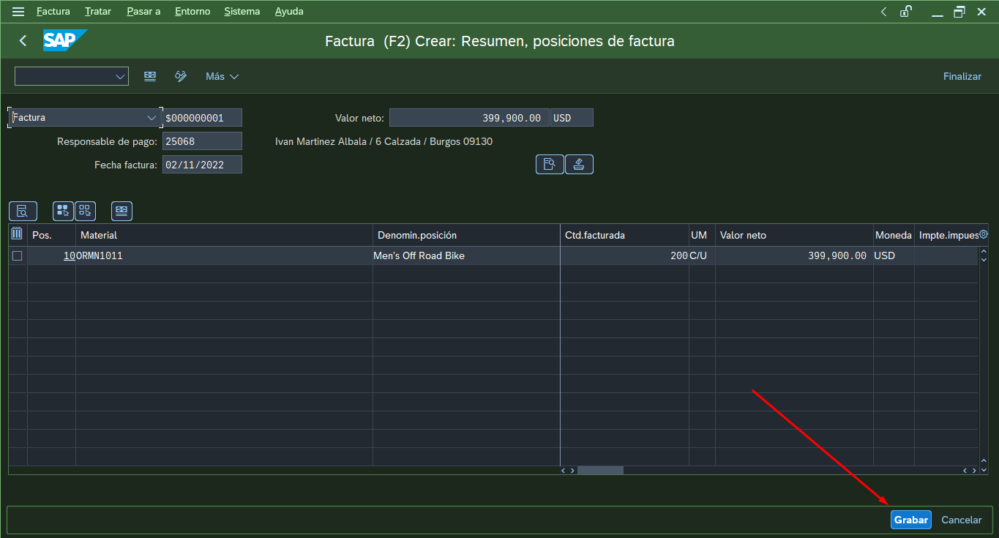 Factura Tratar Pasar a Entorno Sistema Ayuda
SAP Factura (F2) Crear: Resumen, posiciones de factura
Más Finalizar
Factura $000000001 Valor neto: 399,900.00 USD
Responsable de pago: 25068 Ivan Martinez Albala / 6 Calzada / Burgos 09130
Fecha factura: 02/11/2022
Pos. Material Denomin.posición Ctd.facturada UM Valor neto Moneda Impte.impues
10 ORMN1011 Men's Off Road Bike 200 C/U 399,900.00 USD
Grabar Cancelar